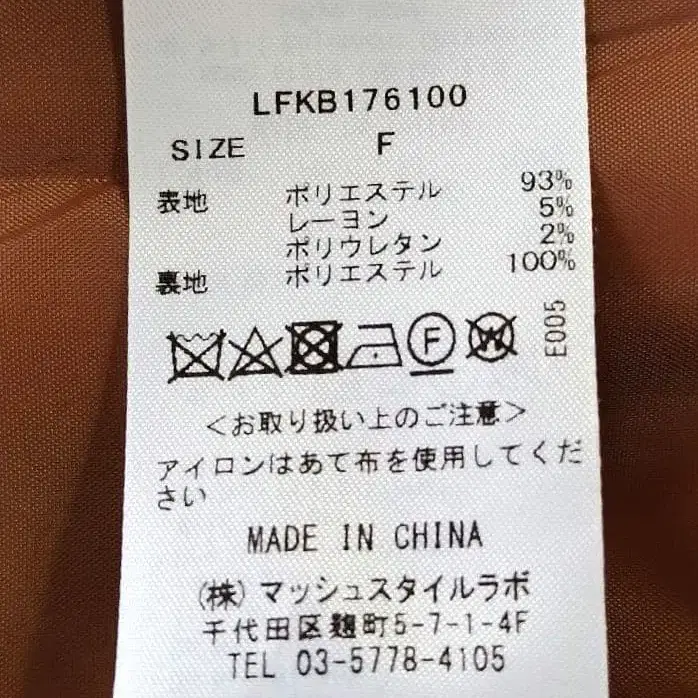 LFKB176100
SIZE F
表地 ポリエステル 93%
レーヨン 5%
ポリウレタン 2%
裏地 ポリエステル 100%
F W
E005
<お取り扱い上のご注意>
アイロンはあて布を使用してくだ
さい
MADE IN CHINA
(株)マッシュスタイルラボ
千代田区麹町5-7-1-4F
TEL 03-5778-4105